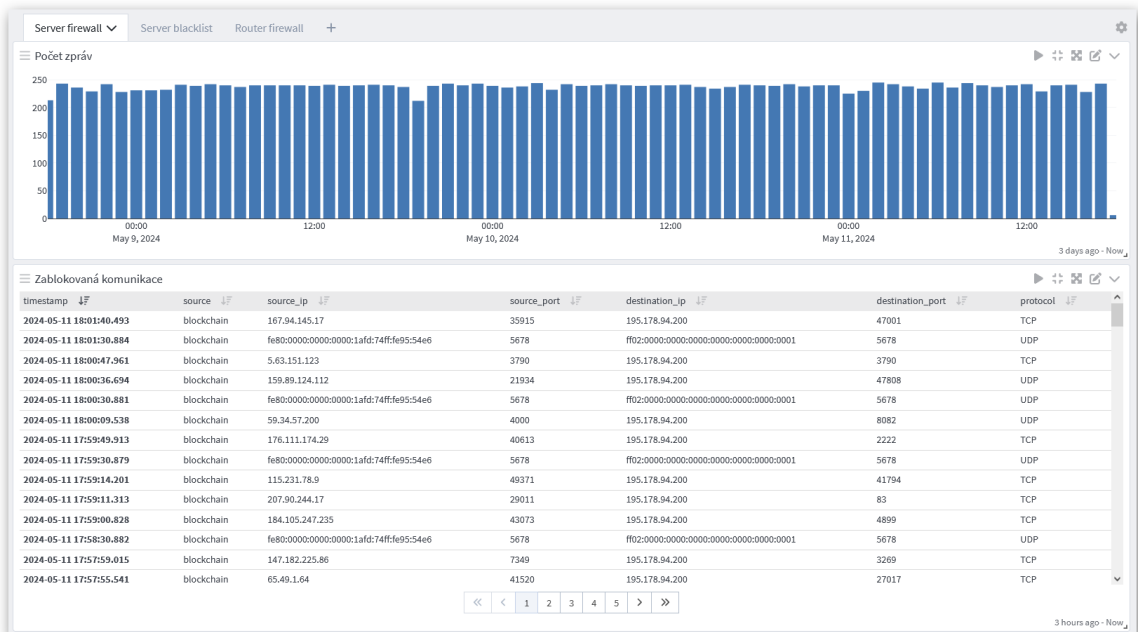 Server firewall Server blacklist Router firewall +
Počet zpráv
250
200
150
100
50
0
00:00 12:00 00:00 12:00 00:00 12:00
May 9, 2024 May 10, 2024 May 11, 2024
3 days ago - Now
Zablokovaná komunikace
timestamp source source_ip source_port destination_ip destination_port protocol
2024-05-11 18:01:40.493 blockchain 167.94.145.17 35915 195.178.94.200 47001 TCP
2024-05-11 18:01:30.884 blockchain fe80:0000:0000:0000:1afd:74ff:fe95:54e6 5678 ff02:0000:0000:0000:0000:0000:0000:0001 5678 UDP
2024-05-11 18:00:47.961 blockchain 5.63.151.123 3790 195.178.94.200 3790 TCP
2024-05-11 18:00:36.694 blockchain 159.89.124.112 21934 195.178.94.200 47808 UDP
2024-05-11 18:00:30.881 blockchain fe80:0000:0000:0000:1afd:74ff:fe95:54e6 5678 ff02:0000:0000:0000:0000:0000:0000:0001 5678 UDP
2024-05-11 18:00:09.538 blockchain 59.34.57.200 4000 195.178.94.200 8082 UDP
2024-05-11 17:59:49.913 blockchain 176.111.174.29 40613 195.178.94.200 2222 TCP
2024-05-11 17:59:30.879 blockchain fe80:0000:0000:0000:1afd:74ff:fe95:54e6 5678 ff02:0000:0000:0000:0000:0000:0000:0001 5678 UDP
2024-05-11 17:59:14.201 blockchain 115.231.78.9 49371 195.178.94.200 41794 TCP
2024-05-11 17:59:11.313 blockchain 207.90.244.17 29011 195.178.94.200 83 TCP
2024-05-11 17:59:00.828 blockchain 184.105.247.235 43073 195.178.94.200 4899 TCP
2024-05-11 17:58:30.882 blockchain fe80:0000:0000:0000:1afd:74ff:fe95:54e6 5678 ff02:0000:0000:0000:0000:0000:0000:0001 5678 UDP
2024-05-11 17:57:59.015 blockchain 147.182.225.86 7349 195.178.94.200 3269 TCP
2024-05-11 17:57:55.541 blockchain 65.49.1.64 41520 195.178.94.200 27017 TCP
« ‹ 1 2 3 4 5 › »
3 hours ago - Now